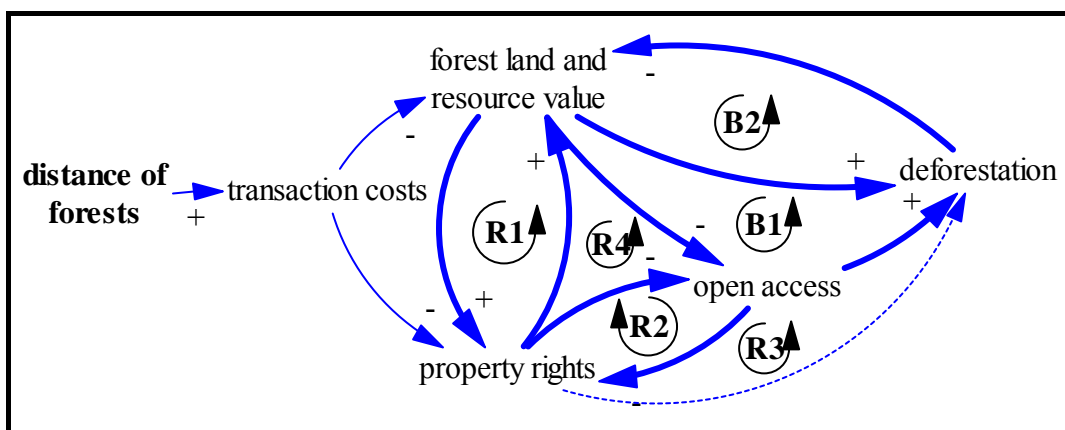 forest land and
resource value
-
B2
-
+
deforestation
distance of
forests
+
transaction costs
+
R1
R4
-
B1
+
-
open access
-
+
R2
R3
property rights
-